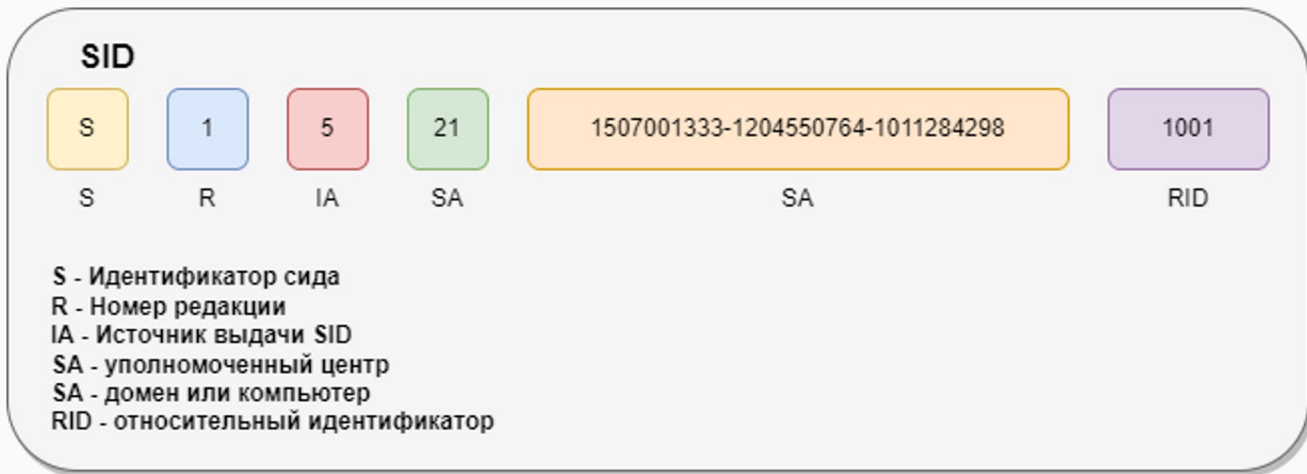 SID
S 1 5 21 1507001333-1204550764-1011284298 1001
S R IA SA SA RID
S - Идентификатор сида
R - Номер редакции
IA - Источник выдачи SID
SA - уполномоченный центр
SA - домен или компьютер
RID - относительный идентификатор